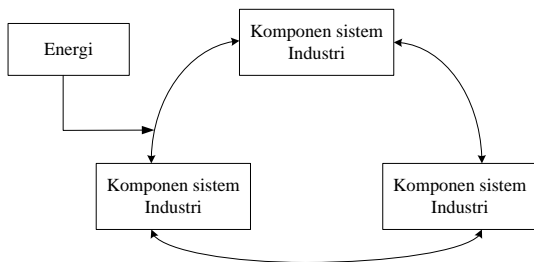 Energi
Komponen sistem
Industri
Komponen sistem
Industri
Komponen sistem
Industri